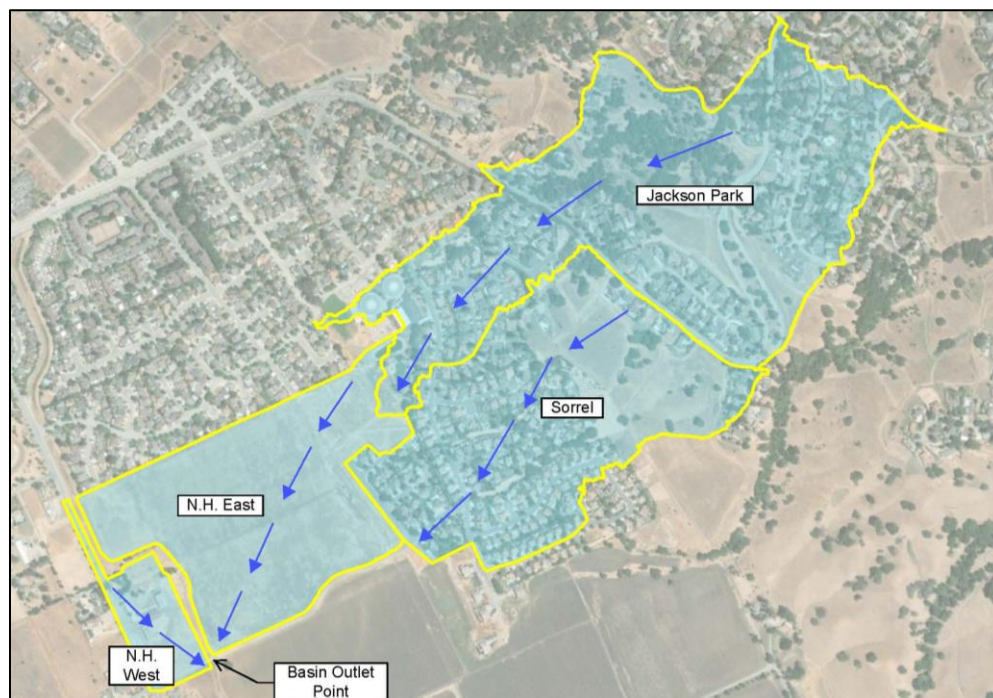 Jackson Park
Sorrel
N.H. East
N.H.
West
Basin Outlet
Point